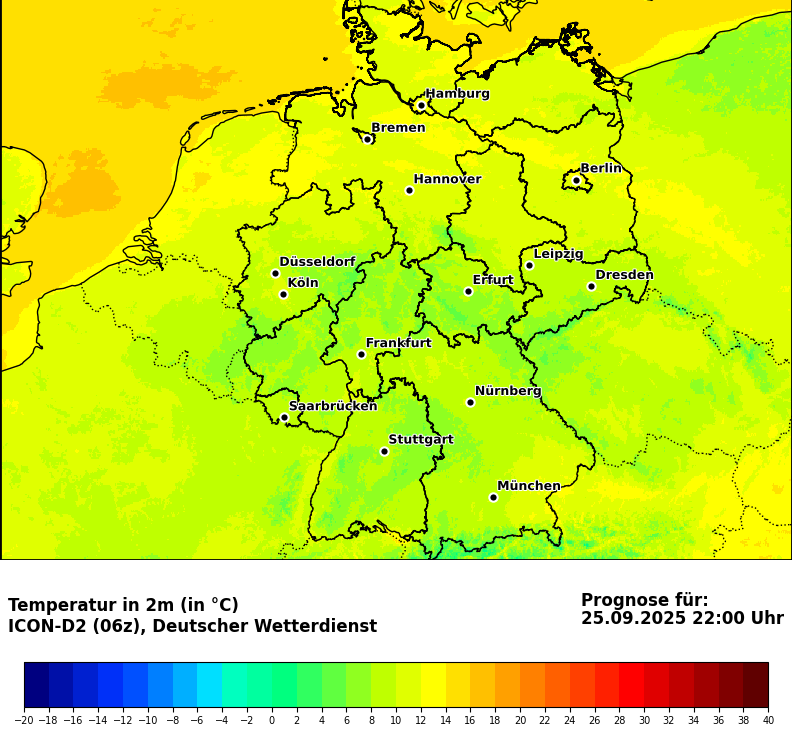 Hamburg
Bremen
Berlin
Hannover
Leipzig
Düsseldorf
Dresden
Köln
Erfurt
Frankfurt
Nürnberg
Saarbrücken
Stuttgart
München
Temperatur in 2m (in °C)
ICON-D2 (06z), Deutscher Wetterdienst
Prognose für:
25.09.2025 22:00 Uhr
−20 −18 −16 −14 −12 −10 −8 −6 −4 −2 0 2 4 6 8 10 12 14 16 18 20 22 24 26 28 30 32 34 36 38 40